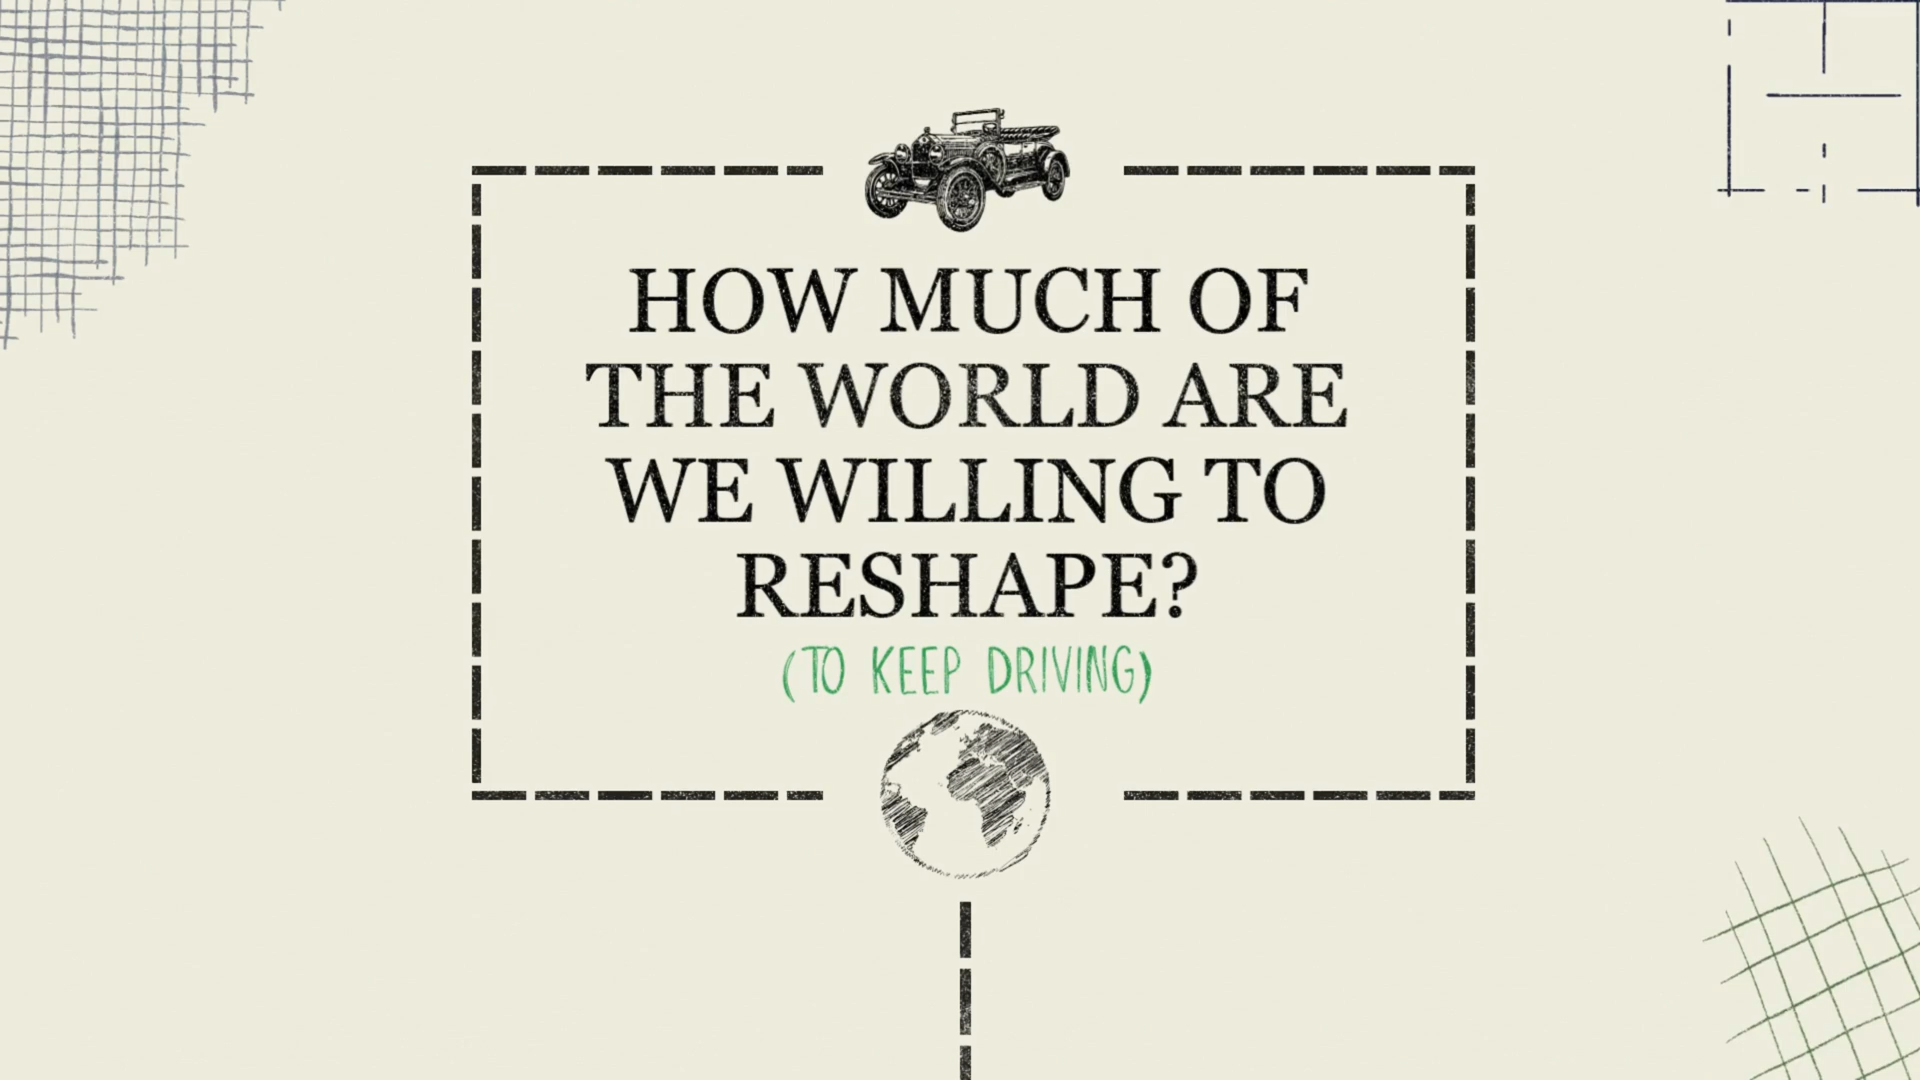 HOW MUCH OF
THE WORLD ARE
WE WILLING TO
RESHAPE?
(TO KEEP DRIVING)